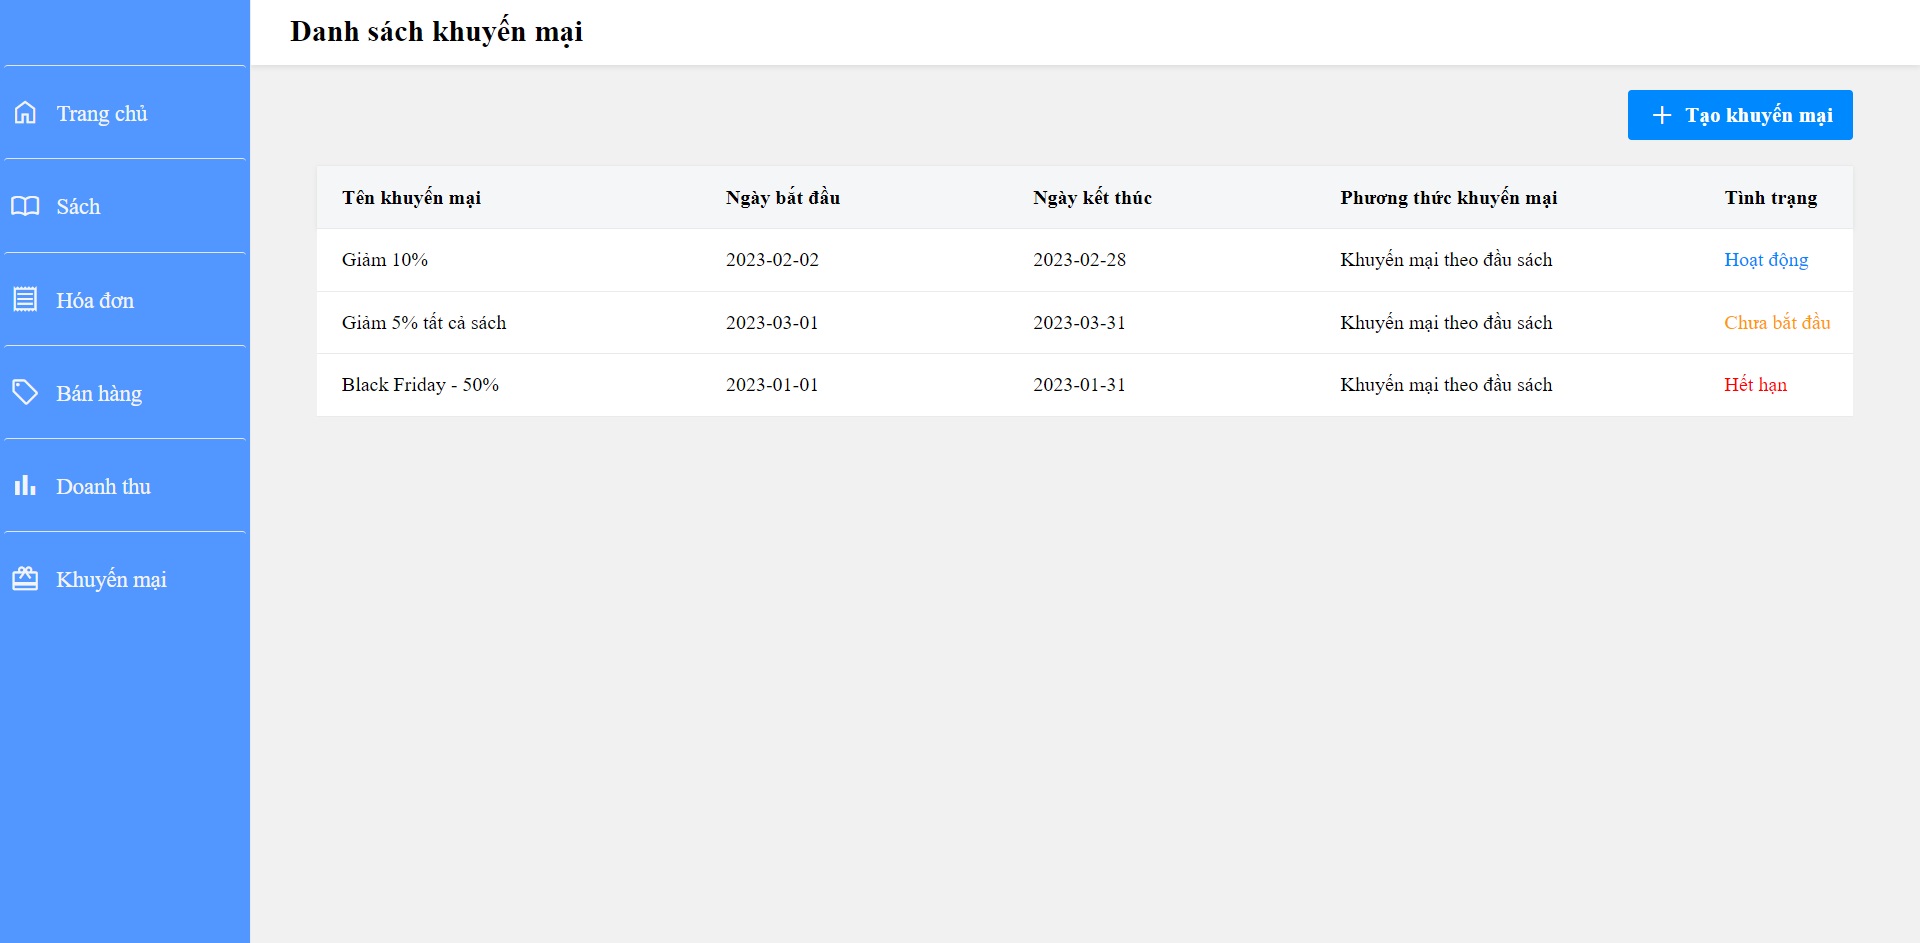 Danh sách khuyến mại
Trang chủ
Sách
Hóa đơn
Bán hàng
Doanh thu
Khuyến mại
Tạo khuyến mại
Tên khuyến mại Ngày bắt đầu Ngày kết thúc Phương thức khuyến mại Tình trạng
Giảm 10% 2023-02-02 2023-02-28 Khuyến mại theo đầu sách Hoạt động
Giảm 5% tất cả sách 2023-03-01 2023-03-31 Khuyến mại theo đầu sách Chưa bắt đầu
Black Friday - 50% 2023-01-01 2023-01-31 Khuyến mại theo đầu sách Hết hạn